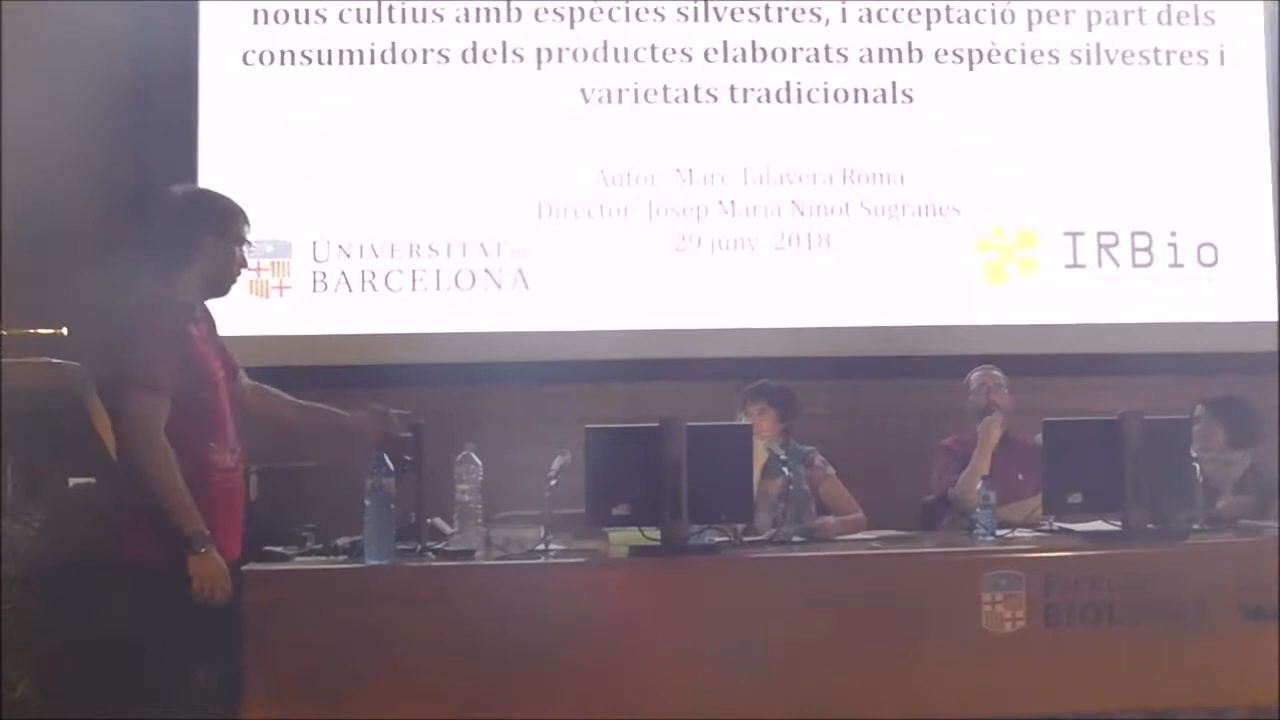 nous cultius amb espècies silvestres, i acceptació per part dels
consumidors dels productes elaborats amb espècies silvestres i
varietats tradicionals
Autor: Marc Talavera Roma
Director: Josep Maria Ninot Sugrañes
29 juny, 2018
UNIVERSITAT DE
BARCELONA
IRBio
BIOLOGIA